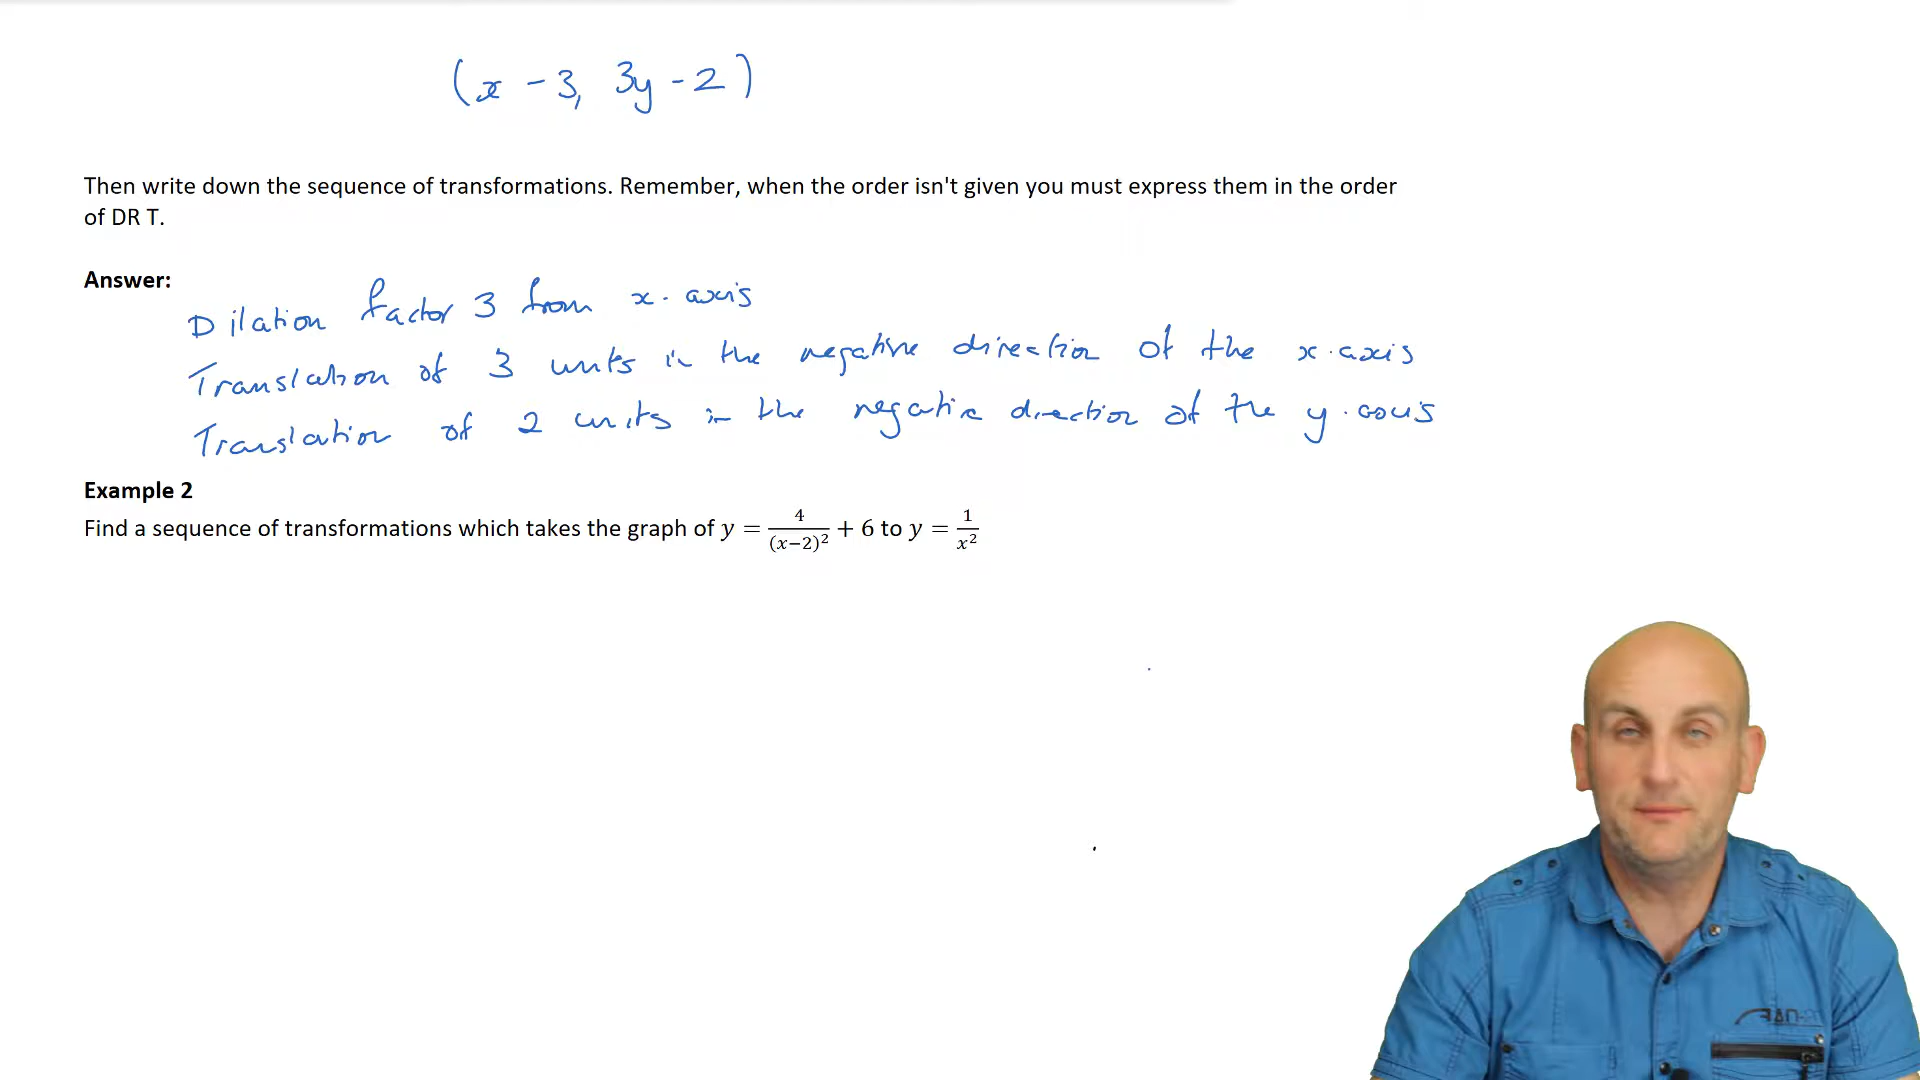 (x - 3, 3y - 2)
Then write down the sequence of transformations. Remember, when the order isn't given you must express them in the order
of DR T.
Answer:
Dilation factor 3 from x-axis
Translation of 3 units in the negative direction of the x-axis
Translation of 2 units in the negative direction of the y-axis
Example 2
Find a sequence of transformations which takes the graph of y = 4/(x−2)² + 6 to y = 1/x²